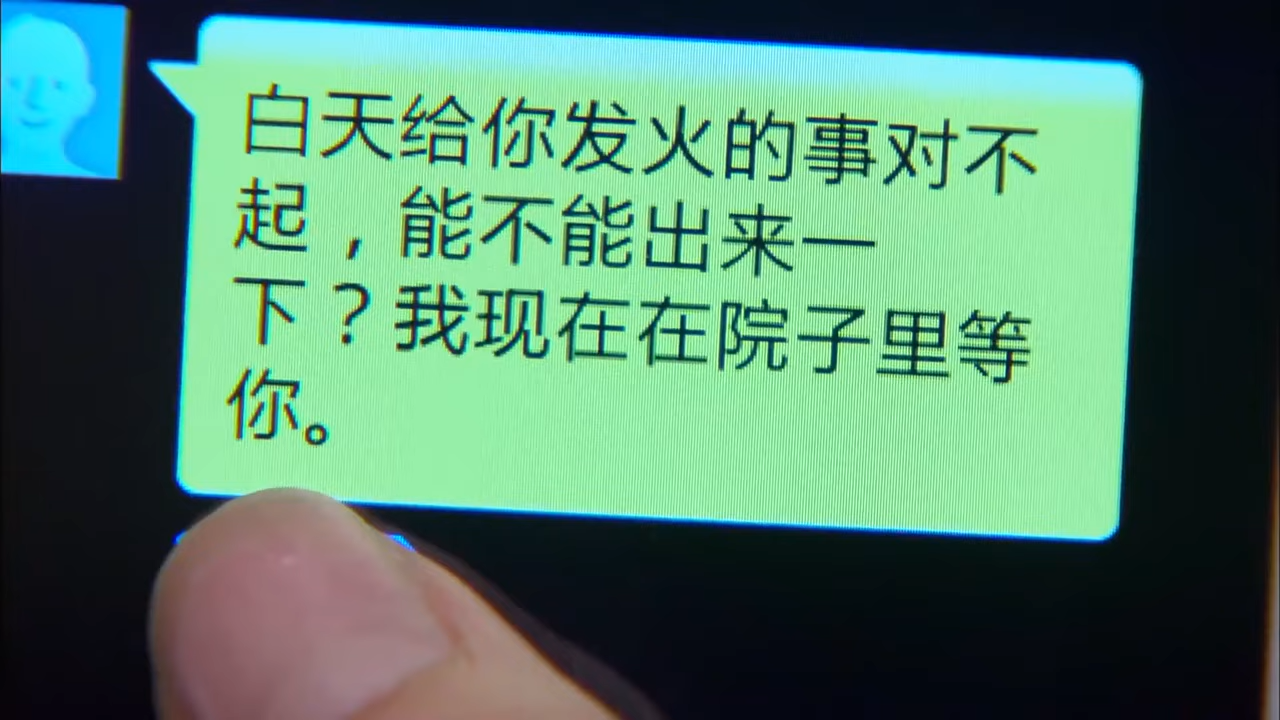 白天给你发火的事对不
起，能不能出来一
下？我现在在院子里等
你。